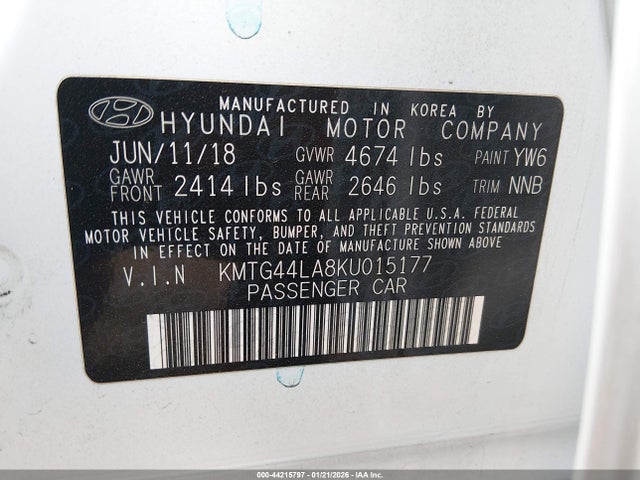 MANUFACTURED IN KOREA BY
HYUNDAI MOTOR COMPANY
JUN/11/18 GVWR 4674 lbs PAINT YW6
GAWR FRONT 2414 lbs GAWR REAR 2646 lbs TRIM NNB
THIS VEHICLE CONFORMS TO ALL APPLICABLE U.S.A. FEDERAL
MOTOR VEHICLE SAFETY, BUMPER, AND THEFT PREVENTION STANDARDS
IN EFFECT ON THE DATE OF MANUFACTURE SHOWN ABOVE
V.I.N KMTG44LA8KU015177
PASSENGER CAR
000-44215797 - 01/21/2026 - IAAI.COM